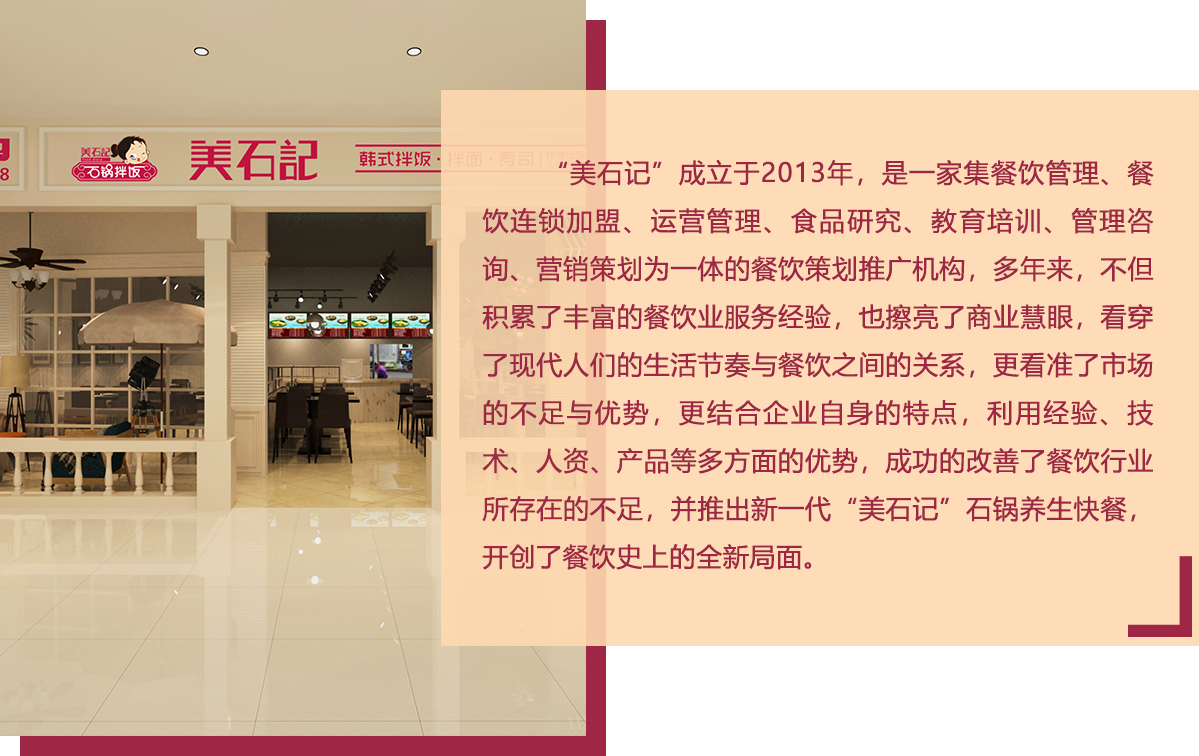 8
美石記
石锅拌饭
美石記
韩式拌饭·拌面·寿司
“美石记”成立于2013年，是一家集餐饮管理、餐
饮连锁加盟、运营管理、食品研究、教育培训、管理咨
询、营销策划为一体的餐饮策划推广机构，多年来，不但
积累了丰富的餐饮业服务经验，也擦亮了商业慧眼，看穿
了现代人们的生活节奏与餐饮之间的关系，更看准了市场
的不足与优势，更结合企业自身的特点，利用经验、技
术、人资、产品等多方面的优势，成功的改善了餐饮行业
所存在的不足，并推出新一代“美石记”石锅养生快餐，
开创了餐饮史上的全新局面。